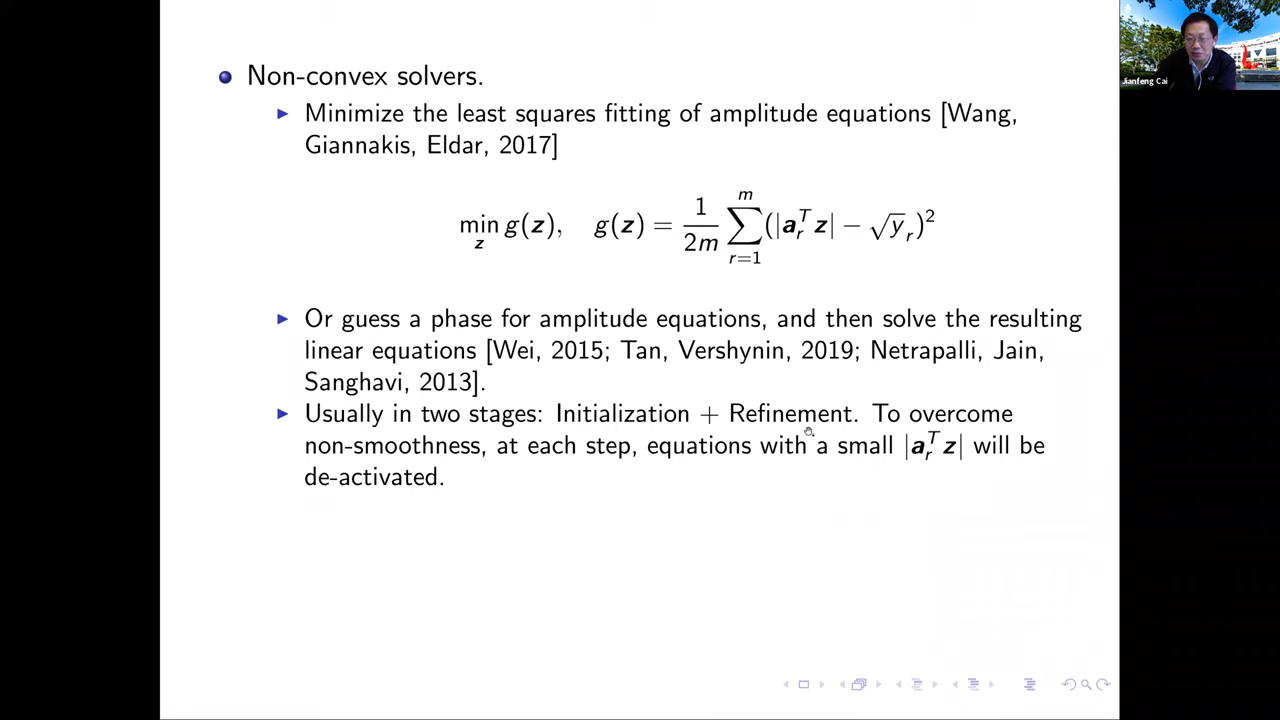 Non-convex solvers.
Minimize the least squares fitting of amplitude equations [Wang,
Giannakis, Eldar, 2017]
min_z g(z), g(z) = \frac{1}{2m} \sum_{r=1}^{m} (|a_r^T z| − √y_r)^2
Or guess a phase for amplitude equations, and then solve the resulting
linear equations [Wei, 2015; Tan, Vershynin, 2019; Netrapalli, Jain,
Sanghavi, 2013].
Usually in two stages: Initialization + Refinement. To overcome
non-smoothness, at each step, equations with a small |a_r^T z| will be
de-activated.
Jianfeng Cai